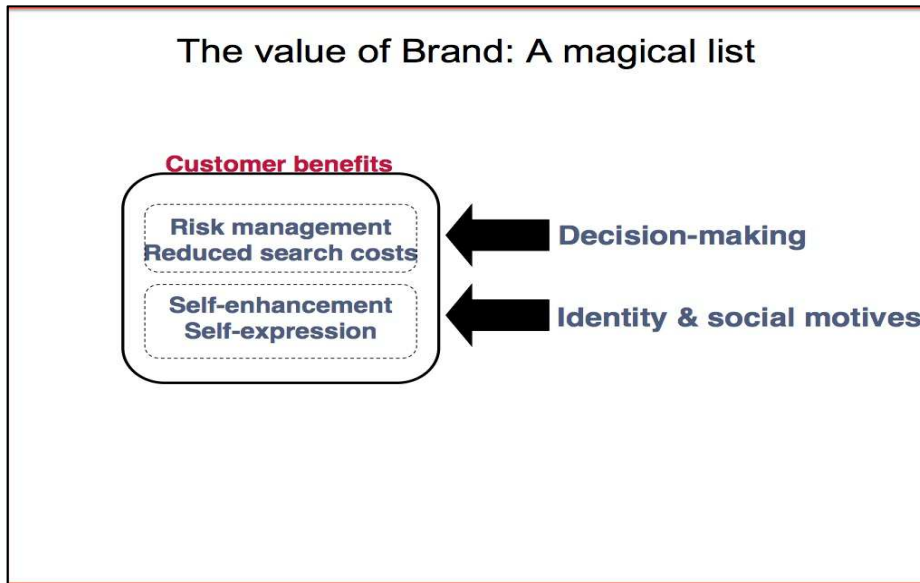 The value of Brand: A magical list
Customer benefits
Risk management
Reduced search costs
Decision-making
Self-enhancement
Self-expression
Identity & social motives